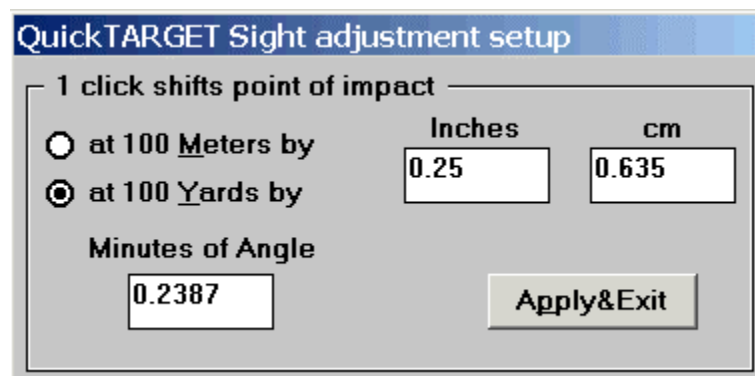 QuickTARGET Sight adjustment setup
1 click shifts point of impact
Inches cm
at 100 Meters by
0.25 0.635
at 100 Yards by
Minutes of Angle
0.2387
Apply&Exit